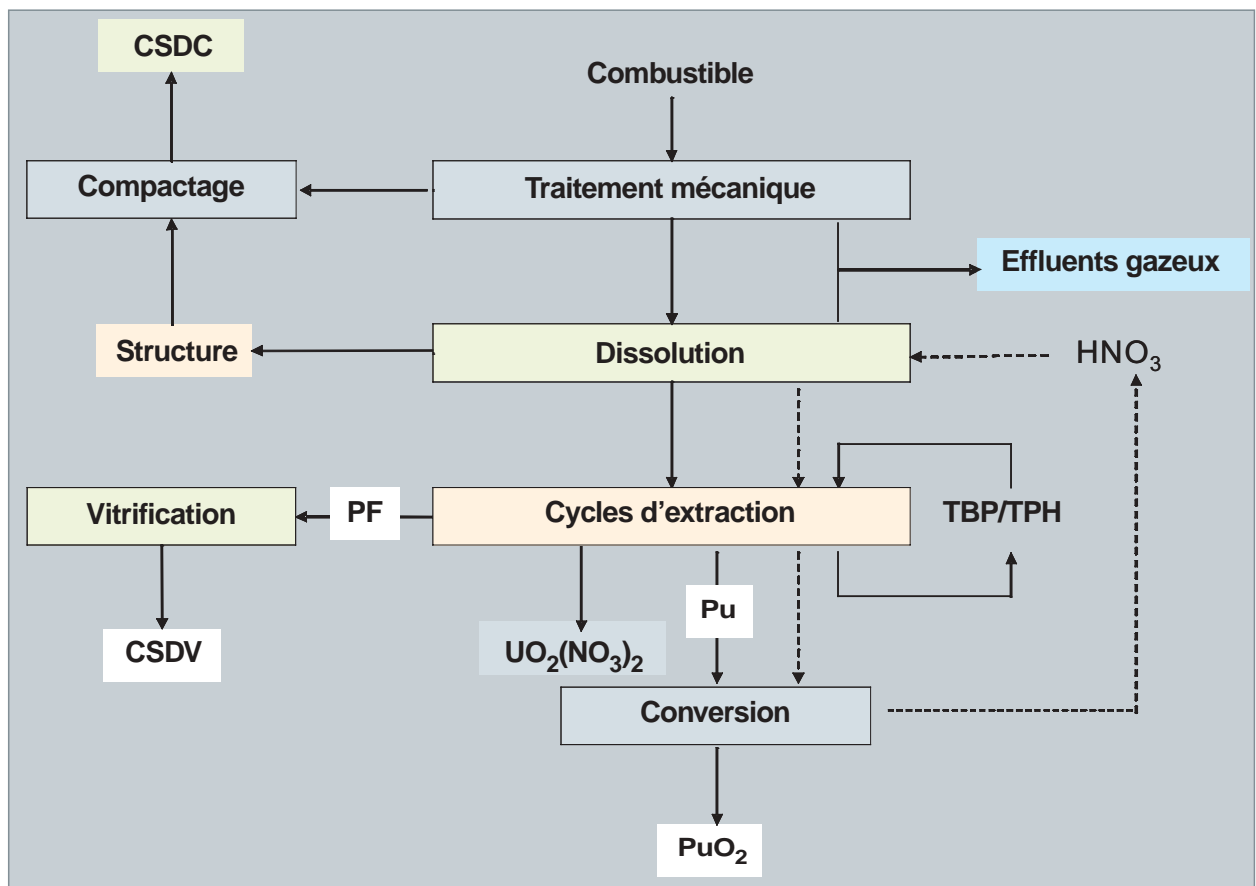 CSDC
Combustible
Compactage
Traitement mécanique
Effluents gazeux
Structure
Dissolution
HNO₃
Vitrification
PF
Cycles d'extraction
TBP/TPH
Pu
CSDV
UO₂(NO₃)₂
Conversion
PuO₂